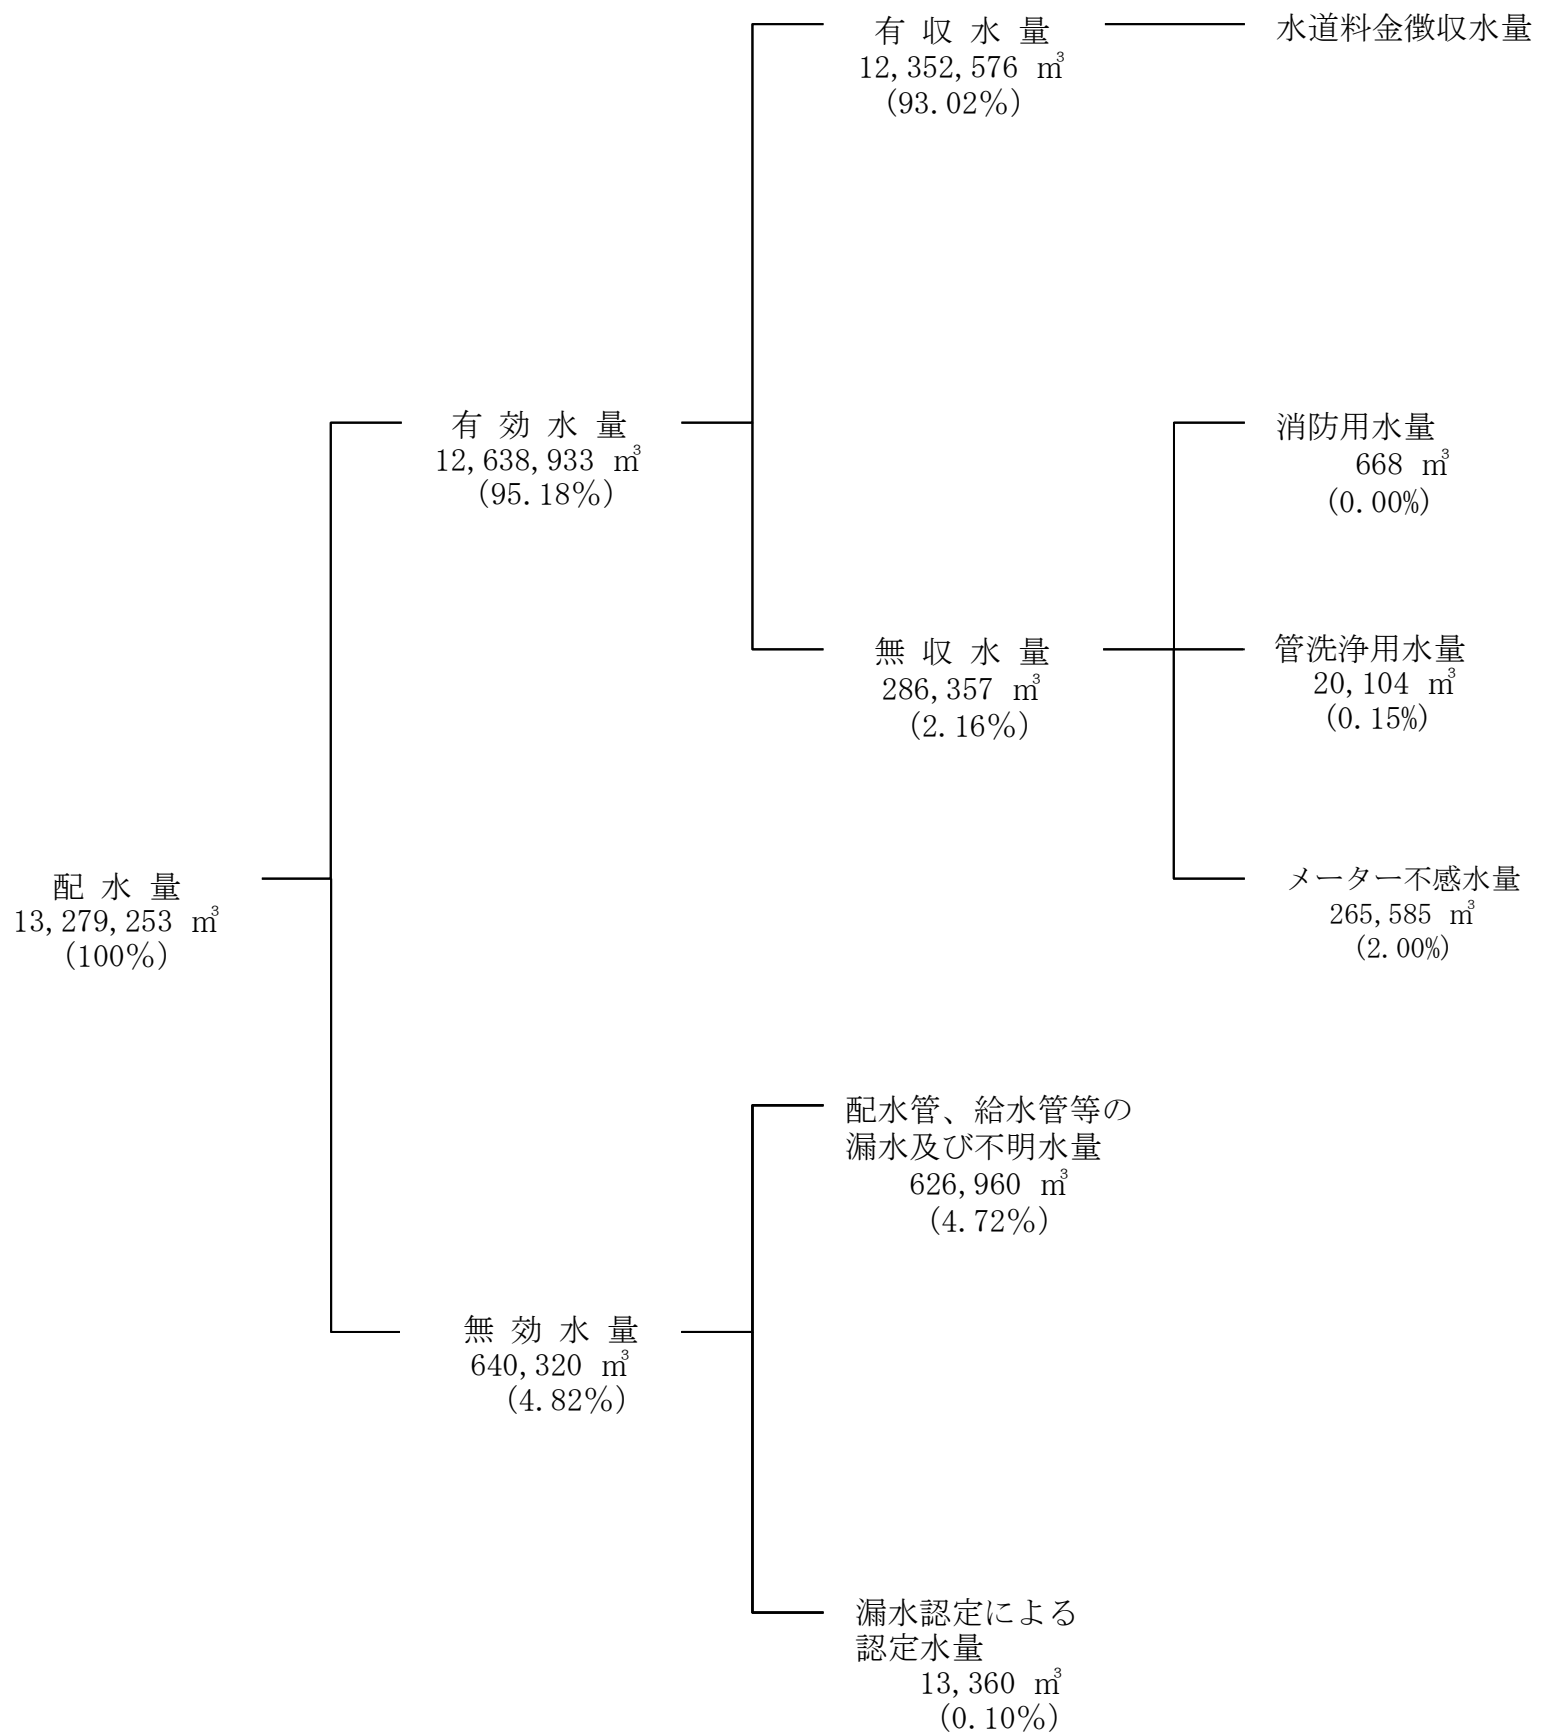 有 収 水 量
12,352,576 ㎥
(93.02%)
水道料金徴収水量
有 効 水 量
12,638,933 ㎥
(95.18%)
消防用水量
668 ㎥
(0.00%)
無 収 水 量
286,357 ㎥
(2.16%)
管洗浄用水量
20,104 ㎥
(0.15%)
配 水 量
13,279,253 ㎥
(100%)
メーター不感水量
265,585 ㎥
(2.00%)
配水管、給水管等の
漏水及び不明水量
626,960 ㎥
(4.72%)
無 効 水 量
640,320 ㎥
(4.82%)
漏水認定による
認定水量
13,360 ㎥
(0.10%)